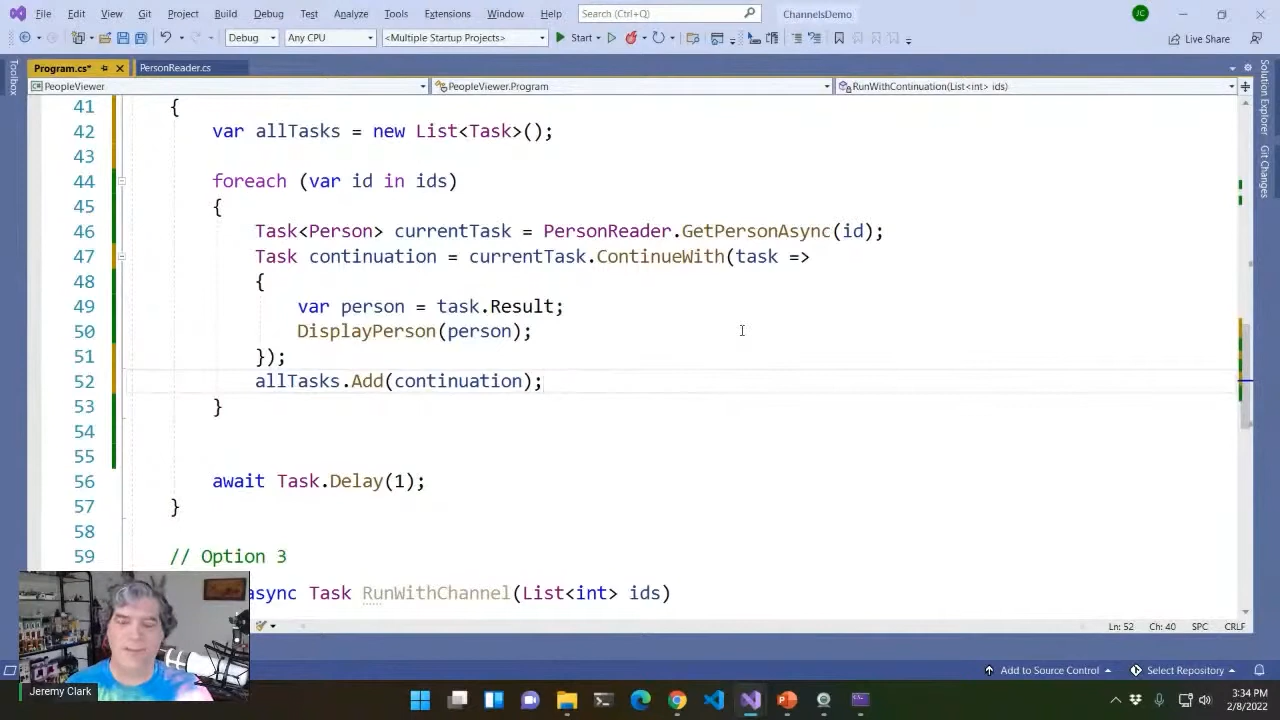 File Edit View Git Project Build Debug Test Analyze Tools Extensions Window Help Search (Ctrl+Q) ChannelsDemo JC
Debug Any CPU <Multiple Startup Projects> Start Live Share
Program.cs* PersonReader.cs
PeopleViewer PeopleViewer.Program RunWithContinuation(List<int> ids)
Toolbox
Solution Explorer
Git Changes
41 {
42 var allTasks = new List<Task>();
43
44 foreach (var id in ids)
45 {
46 Task<Person> currentTask = PersonReader.GetPersonAsync(id);
47 Task continuation = currentTask.ContinueWith(task =>
48 {
49 var person = task.Result;
50 DisplayPerson(person);
51 });
52 allTasks.Add(continuation);
53 }
54
55
56 await Task.Delay(1);
57 }
58
59 // Option 3
async Task RunWithChannel(List<int> ids)
Ln: 52 Ch: 40 SPC CRLF
Add to Source Control Select Repository
Jeremy Clark
3:34 PM
2/8/2022